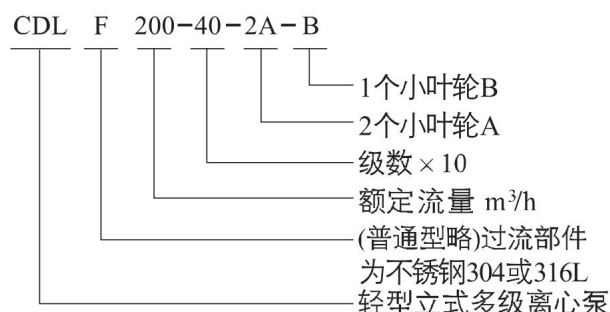 CDL F 200-40-2A-B
1个小叶轮B
2个小叶轮A
级数×10
额定流量 m³/h
(普通型略)过流部件
为不锈钢304或316L
轻型立式多级离心泵